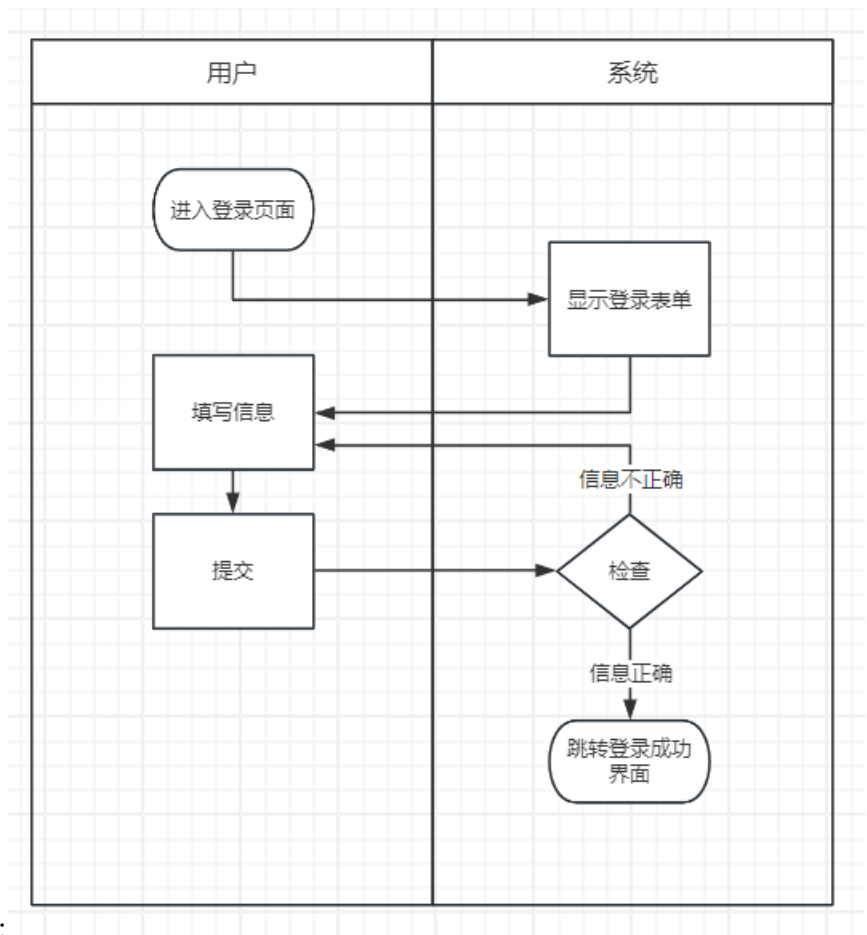 用户
系统
进入登录页面
显示登录表单
填写信息
信息不正确
提交
检查
信息正确
跳转登录成功
界面
: